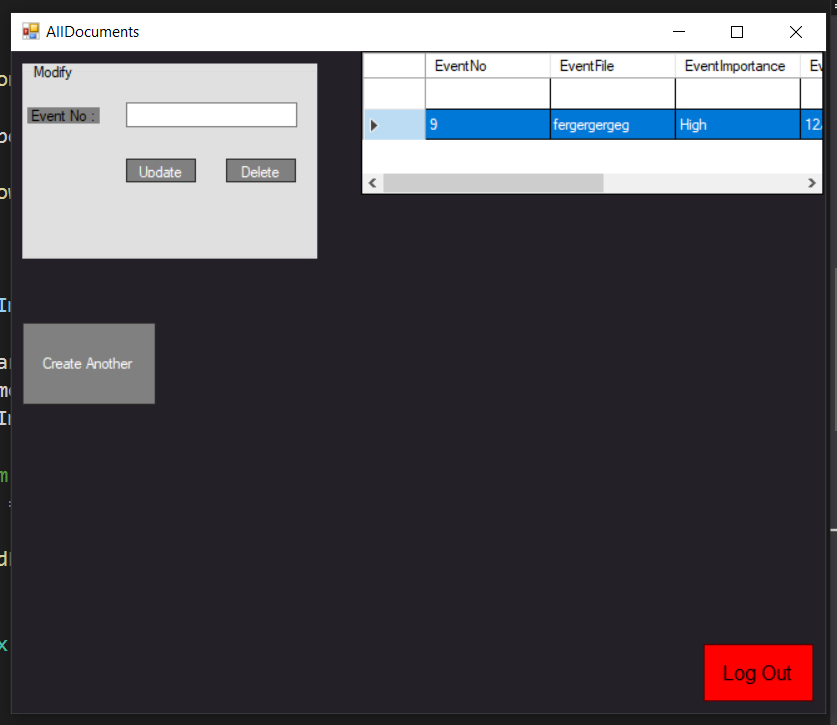 AllDocuments
Modify
Event No :
Update
Delete
EventNo EventFile EventImportance Ev
9 fergergergeg High 12
Create Another
Log Out